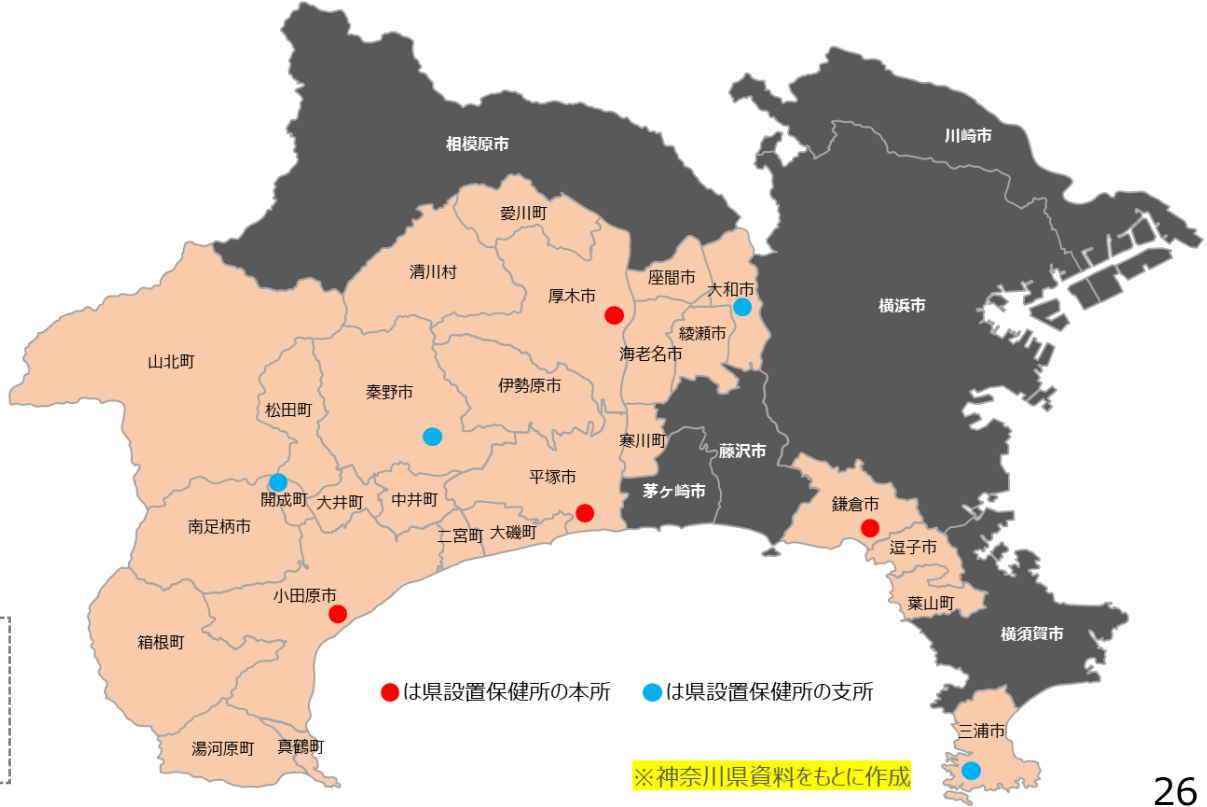 相模原市
川崎市
愛川町
清川村
座間市
厚木市
大和市
横浜市
綾瀬市
海老名市
山北町
伊勢原市
秦野市
松田町
寒川町
藤沢市
平塚市
茅ヶ崎市
開成町
大井町
中井町
鎌倉市
南足柄市
二宮町
大磯町
逗子市
小田原市
葉山町
箱根町
横須賀市
は県設置保健所の本所
は県設置保健所の支所
三浦市
湯河原町
真鶴町
※神奈川県資料をもとに作成
26